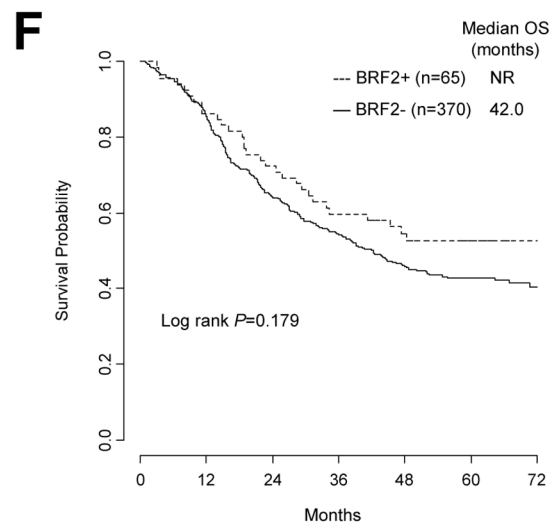 F
Median OS
(months)
BRF2+ (n=65) NR
BRF2- (n=370) 42.0
1.0
0.8
0.6
0.4
0.2
0.0
Survival Probability
Log rank P=0.179
0 12 24 36 48 60 72
Months